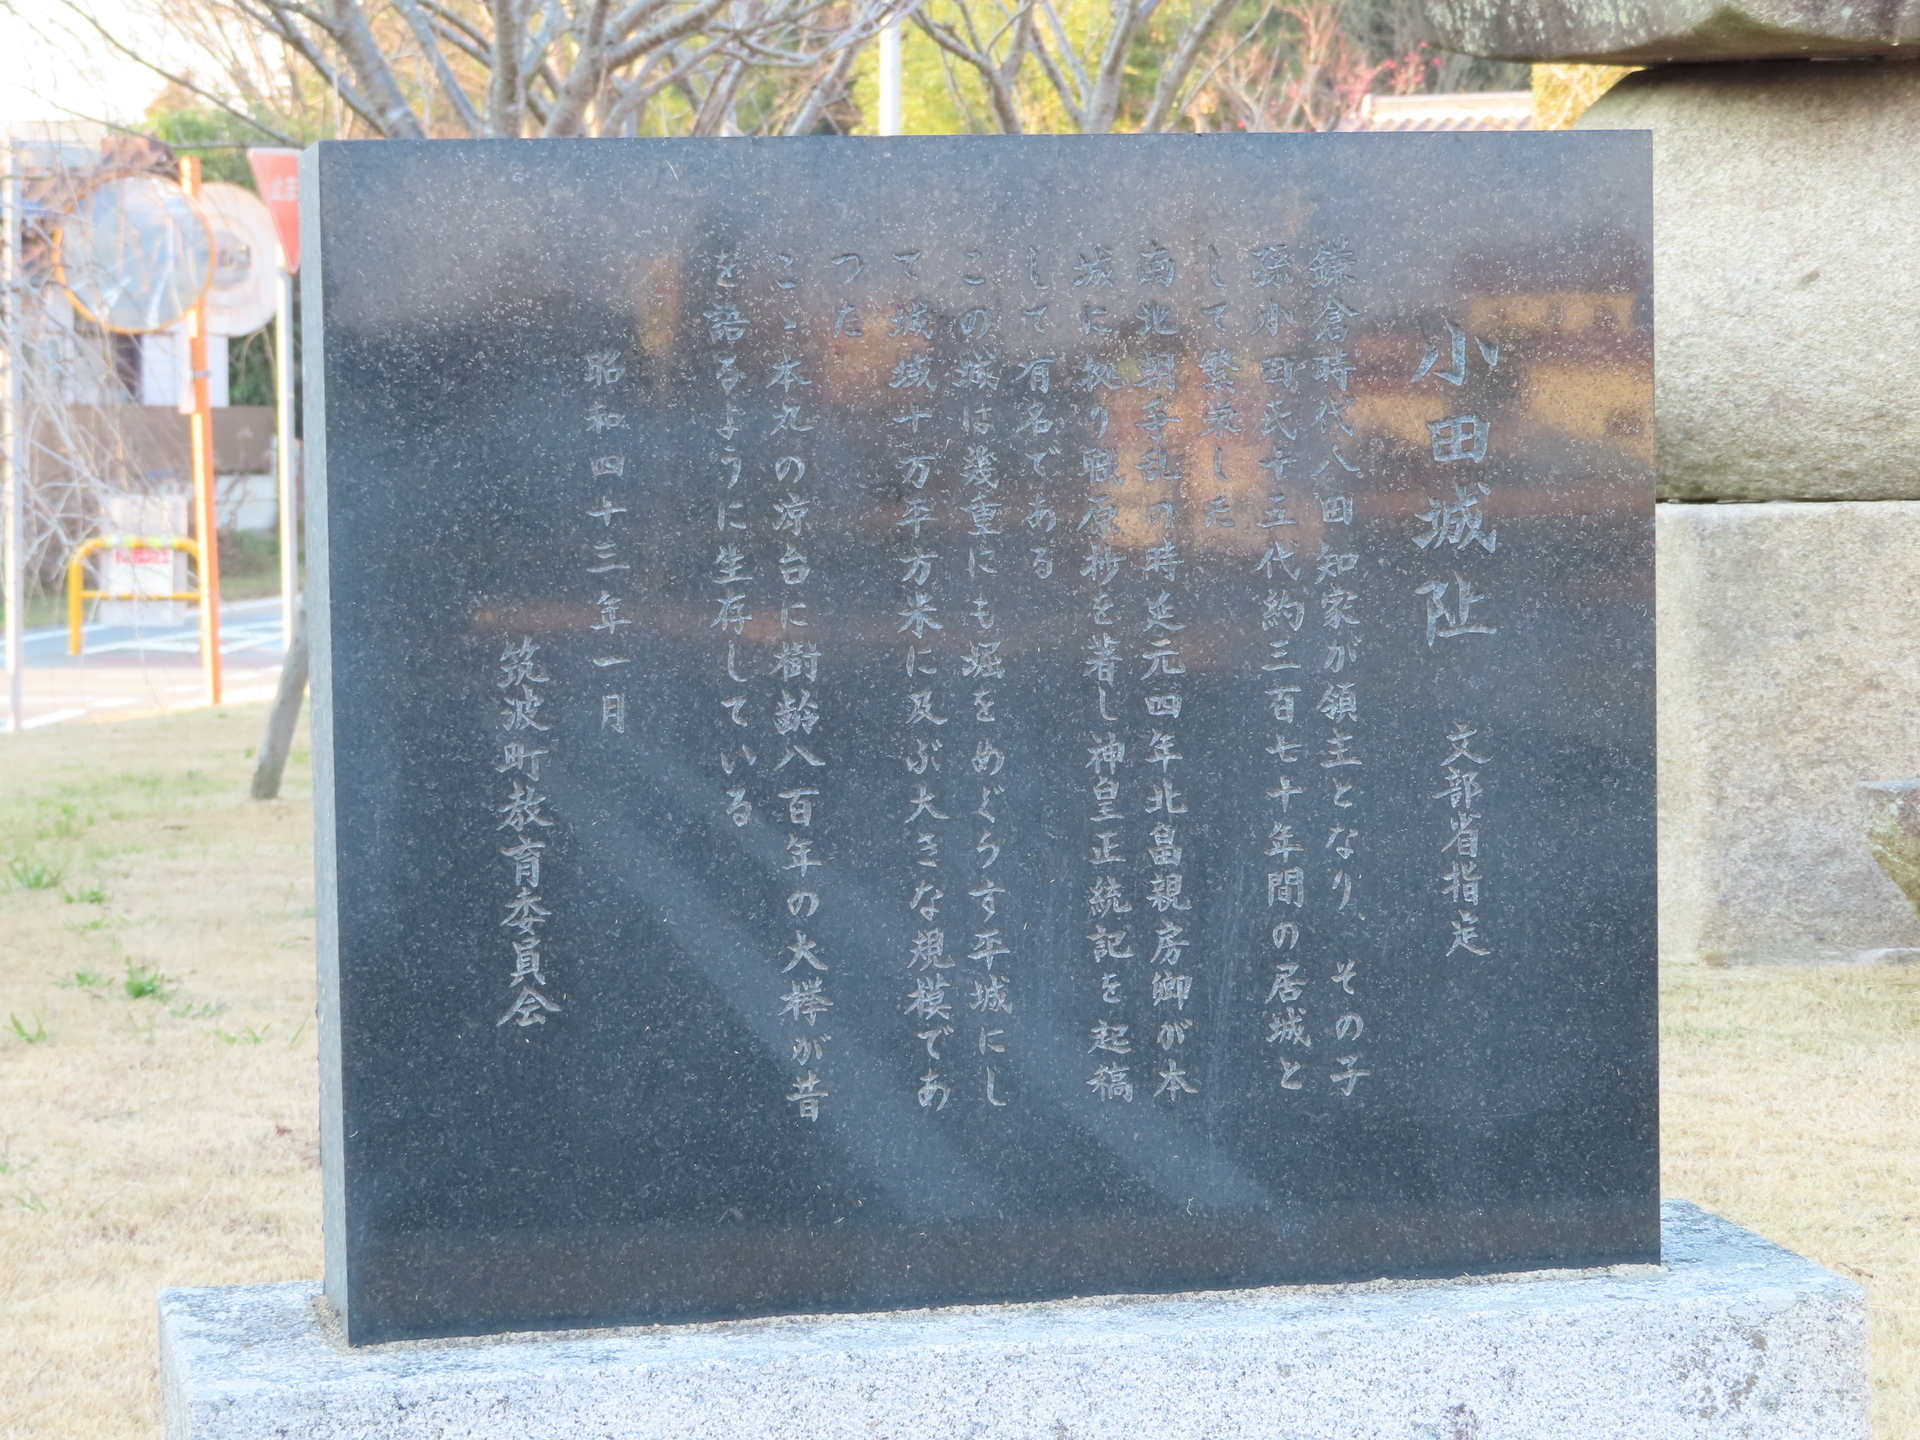 小田城阯 文部省指定
鎌倉時代八田知家が領主となり、その子
孫小田氏十五代約三百七十年間の居城と
して繁栄した
南北朝争乱の時延元四年北畠親房卿が本
城に拠り職原抄を著し神皇正統記を起稿
して有名である
この城は幾重にも堀をめぐらす平城にし
て城域十万平方米に及ぶ大きな規模であ
つた
こゝ本丸の涼台に樹齢八百年の大欅が昔
を語るように生存している
昭和四十三年一月
筑波町教育委員会